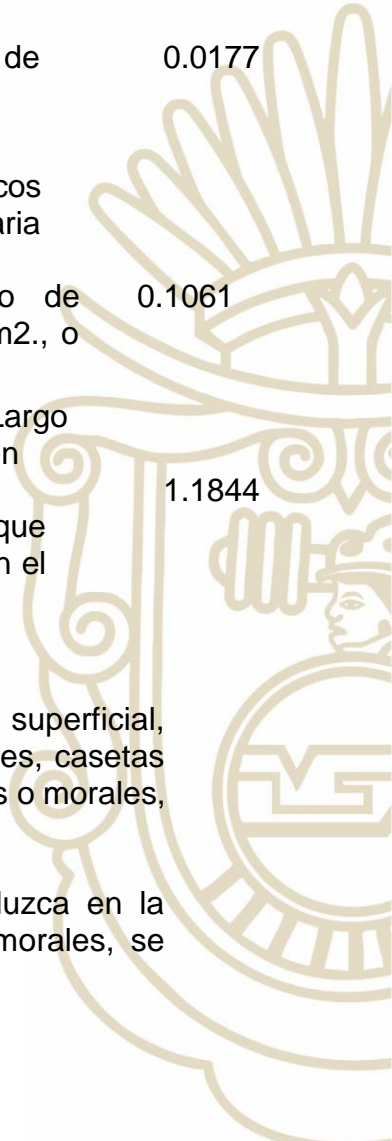 de 0.0177
cos
aria
o de 0.1061
m2., o
Largo
n
1.1844
que
n el
superficial,
es, casetas
s o morales,
luzca en la
morales, se